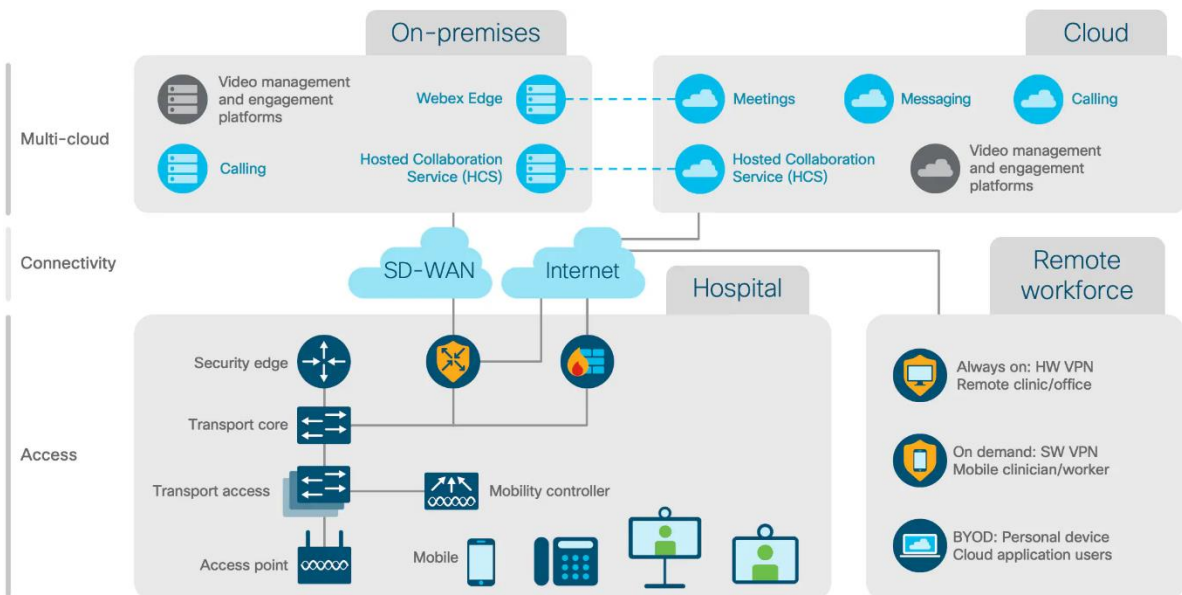 On-premises
Cloud
Multi-cloud
Video management
and engagement
platforms
Webex Edge
Calling
Hosted Collaboration
Service (HCS)
Meetings
Messaging
Calling
Hosted Collaboration
Service (HCS)
Video management
and engagement
platforms
Connectivity
SD-WAN
Internet
Hospital
Remote
workforce
Access
Security edge
Transport core
Transport access
Mobility controller
Access point
Mobile
Always on: HW VPN
Remote clinic/office
On demand: SW VPN
Mobile clinician/worker
BYOD: Personal device
Cloud application users